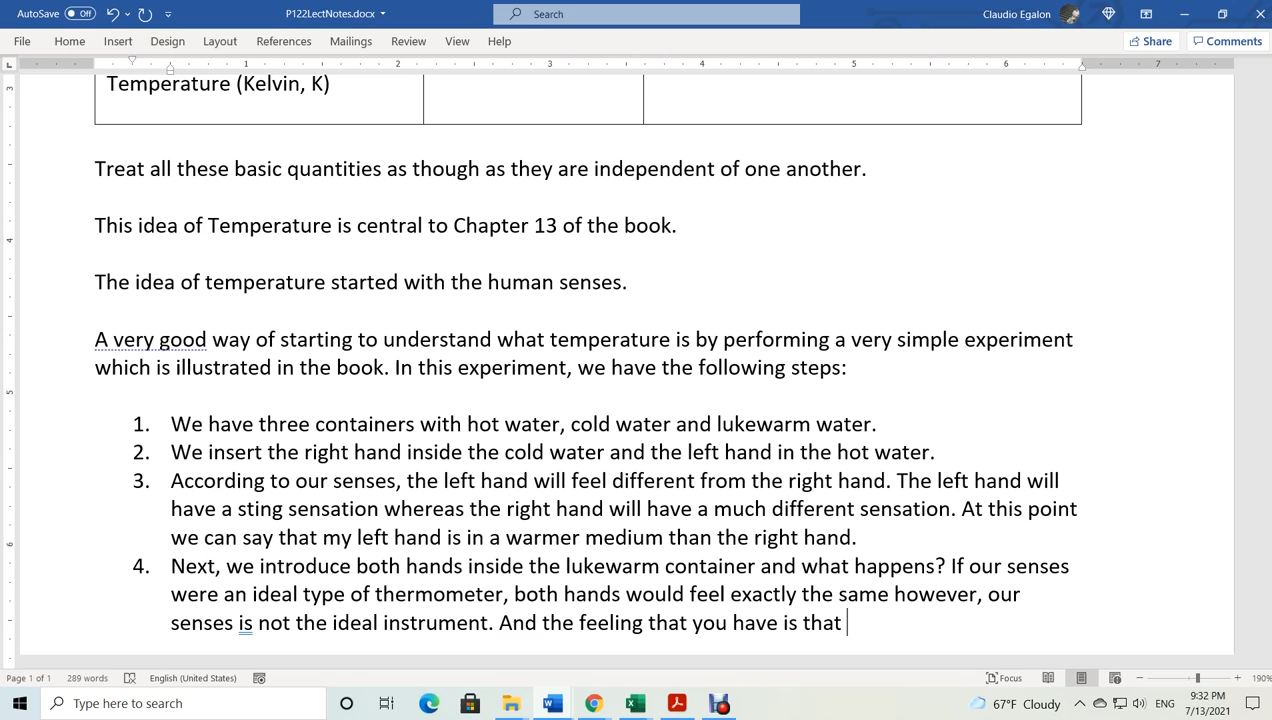 AutoSave Off P122LectNotes.docx Search Claudio Egalon
File Home Insert Design Layout References Mailings Review View Help Share Comments
1 2 3 4 5 6 7
3
Temperature (Kelvin, K)
Treat all these basic quantities as though as they are independent of one another.
This idea of Temperature is central to Chapter 13 of the book.
4
The idea of temperature started with the human senses.
A very good way of starting to understand what temperature is by performing a very simple experiment
which is illustrated in the book. In this experiment, we have the following steps:
5
1. We have three containers with hot water, cold water and lukewarm water.
2. We insert the right hand inside the cold water and the left hand in the hot water.
3. According to our senses, the left hand will feel different from the right hand. The left hand will
have a sting sensation whereas the right hand will have a much different sensation. At this point
we can say that my left hand is in a warmer medium than the right hand.
6
4. Next, we introduce both hands inside the lukewarm container and what happens? If our senses
were an ideal type of thermometer, both hands would feel exactly the same however, our
senses is not the ideal instrument. And the feeling that you have is that
Page 1 of 1 289 words English (United States) Focus 190%
Type here to search 67°F Cloudy ENG 9:32 PM
7/13/2021